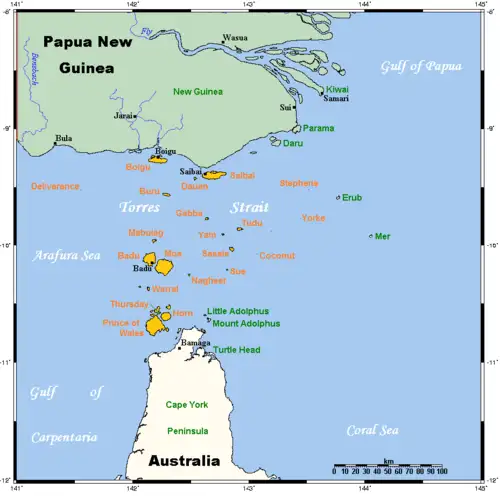 141° 142° 143° 144° 145°
-8° -8°
Fly
Wasua
Papua New
Guinea
Gulf of Papua
Bensbach
New Guinea
Kiwai
Samari
Sui
Jarai
-9° -9°
Parama
Bula
Daru
Boigu
Boigu
Saibai
Saibai
Dauan
Deliverance
Stephens
Buru
Erub
Torres Strait
Gabba
Yorke
Tudu
Mabuiag
Yam
Mer
-10° -10°
Arafura Sea
Badu
Moa
Sassie
Coconut
Badu
Sue
Nagheer
Warral
Thursday
Horn
Little Adolphus
Prince of
Wales
Mount Adolphus
Bamaga
Turtle Head
-11° -11°
Gulf of
Carpentaria
Cape York
Peninsula
Coral Sea
Australia
km
0 10 20 30 40 50 60 70 80 90 100
-12° -12°
141° 142° 143° 144° 145°